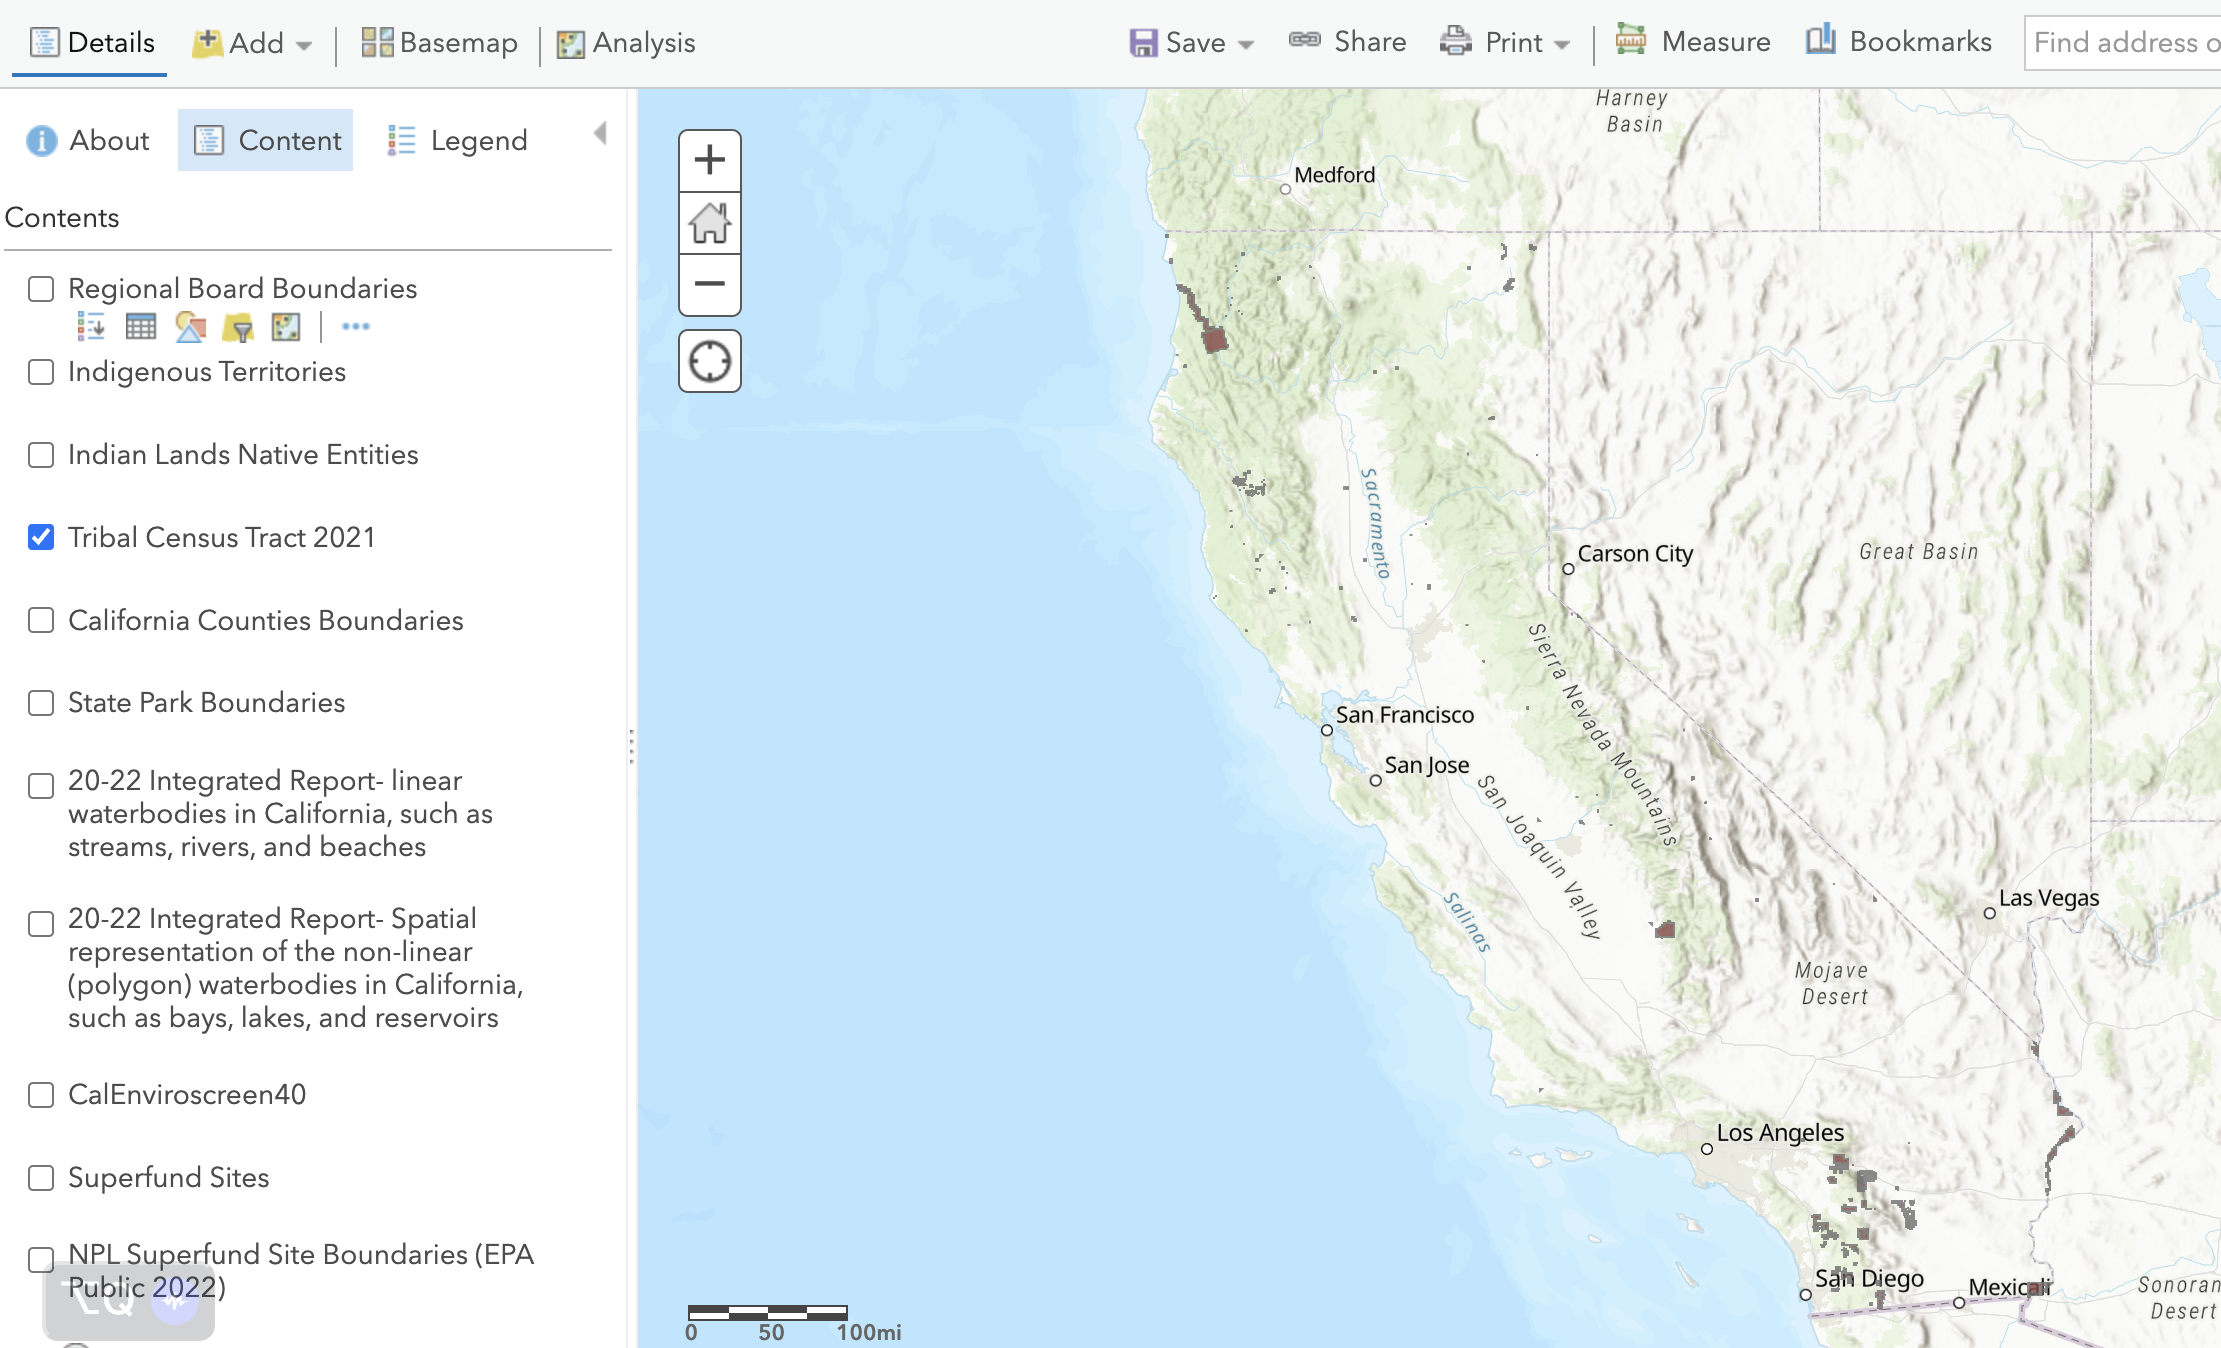 Details
Add
Basemap
Analysis
Save
Share
Print
Measure
Bookmarks
Find address o
About
Content
Legend
Contents
Regional Board Boundaries
Indigenous Territories
Indian Lands Native Entities
Tribal Census Tract 2021
California Counties Boundaries
State Park Boundaries
20-22 Integrated Report- linear
waterbodies in California, such as
streams, rivers, and beaches
20-22 Integrated Report- Spatial
representation of the non-linear
(polygon) waterbodies in California,
such as bays, lakes, and reservoirs
CalEnviroscreen40
Superfund Sites
NPL Superfund Site Boundaries (EPA
Public 2022)
⌥Q
Harney
Basin
Medford
Sacramento
Carson City
Great Basin
Sierra Nevada Mountains
San Francisco
San Jose
San Joaquin Valley
Salinas
Las Vegas
Mojave
Desert
Los Angeles
San Diego
Mexicali
Sonoran
Desert
0 50 100mi